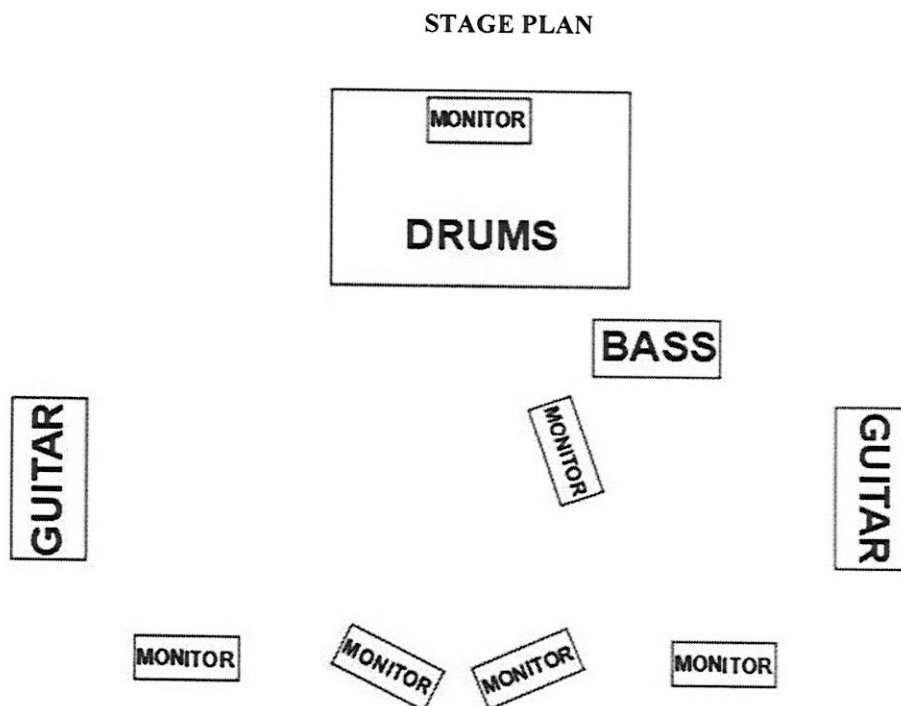 STAGE PLAN
MONITOR
DRUMS
BASS
GUITAR
MONITOR
GUITAR
MONITOR
MONITOR
MONITOR
MONITOR